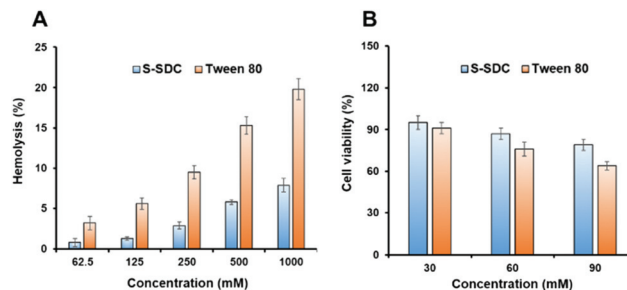 A
Hemolysis (%)
25
20
15
10
5
0
S-SDC Tween 80
62.5 125 250 500 1000
Concentration (mM)
B
Cell viability (%)
150
120
90
60
30
0
S-SDC Tween 80
30 60 90
Concentration (mM)